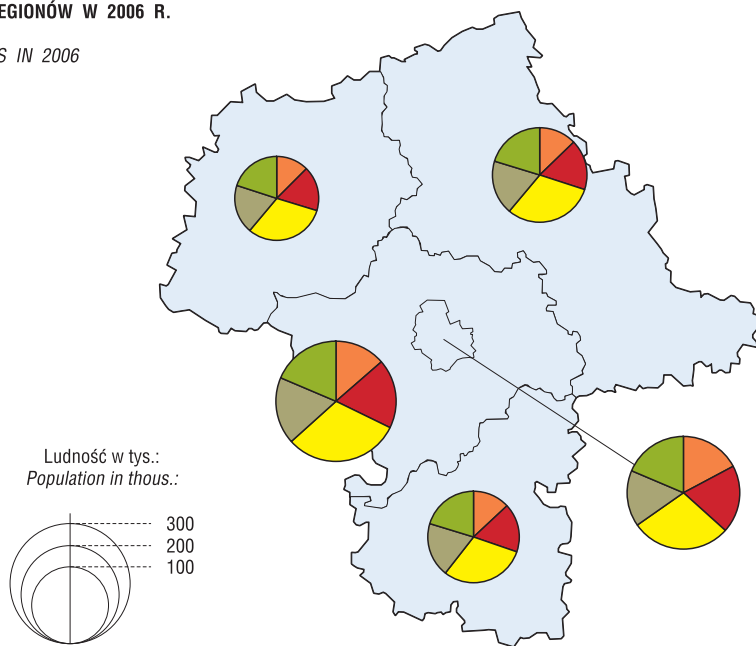 EGIONÓW W 2006 R.
S IN 2006
Ludność w tys.:
Population in thous.:
300
200
100